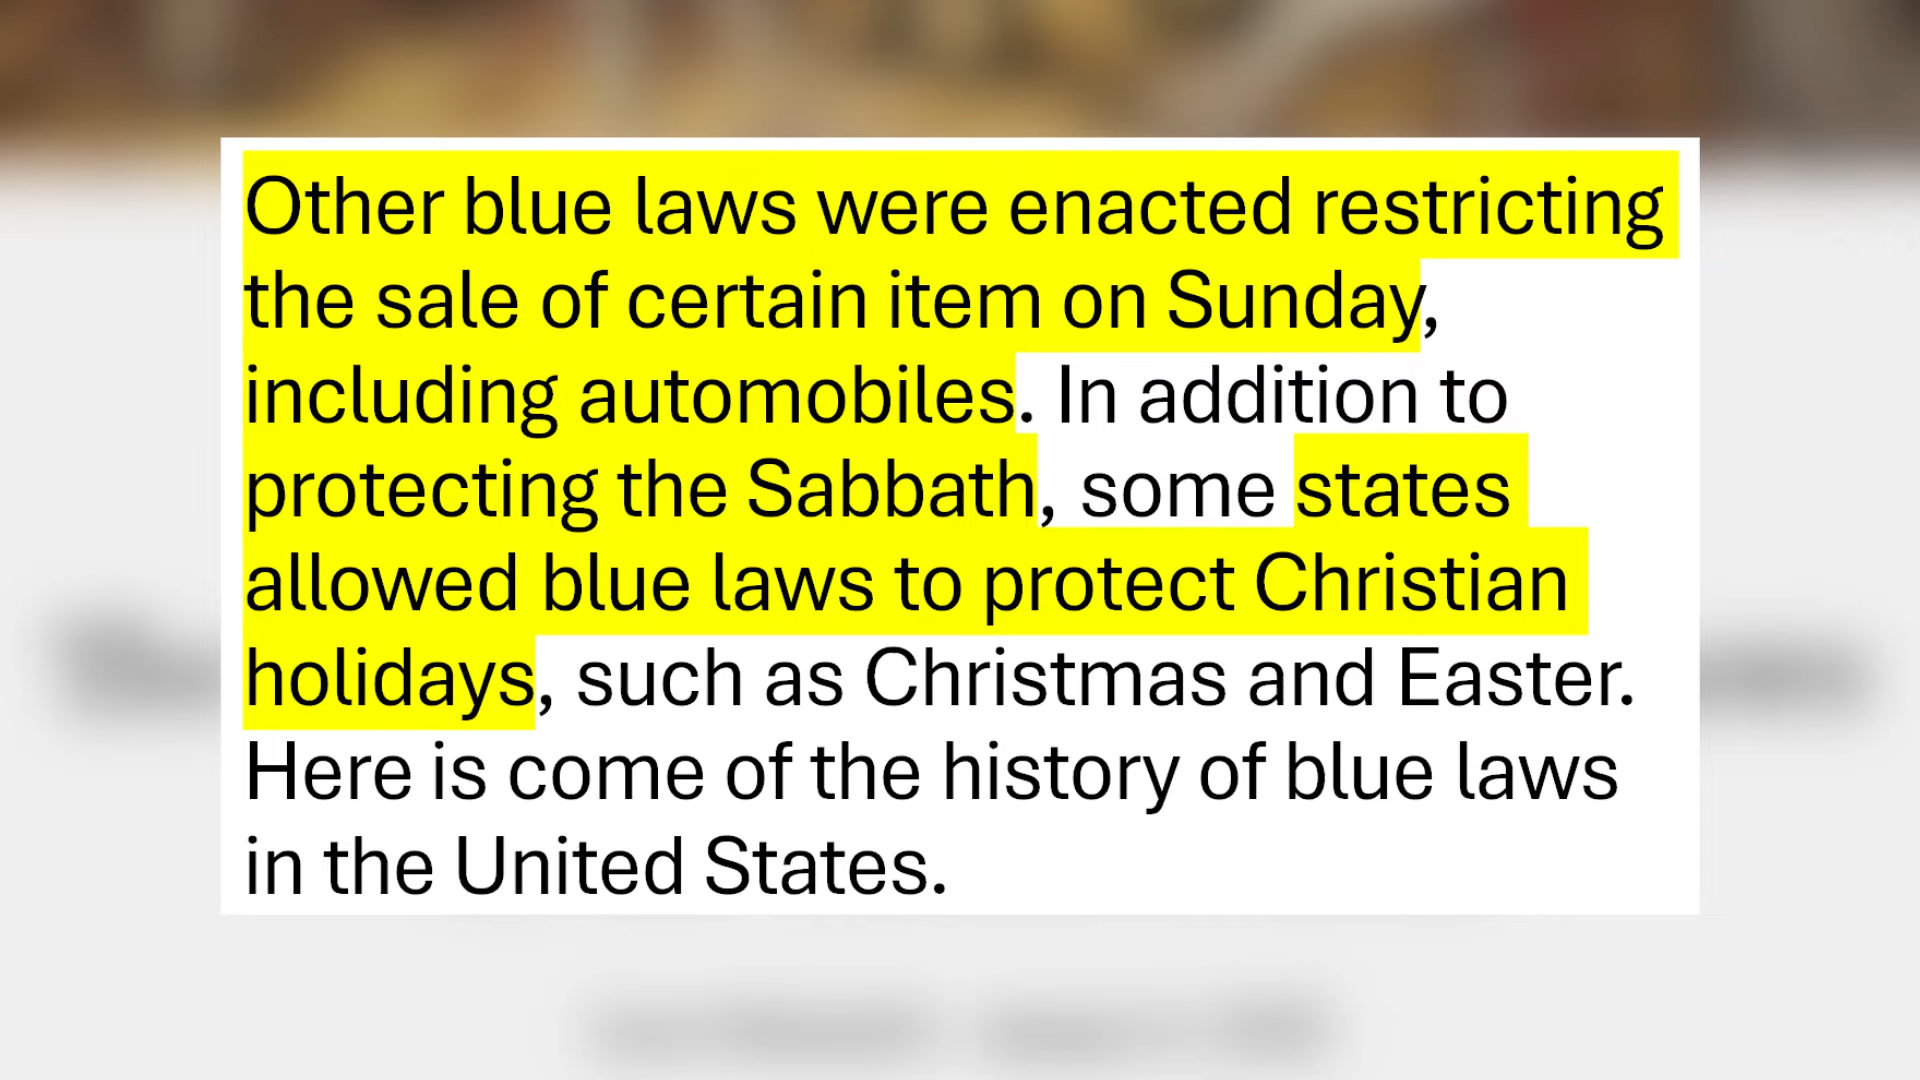 Other blue laws were enacted restricting
the sale of certain item on Sunday,
including automobiles. In addition to
protecting the Sabbath, some states
allowed blue laws to protect Christian
holidays, such as Christmas and Easter.
Here is come of the history of blue laws
in the United States.